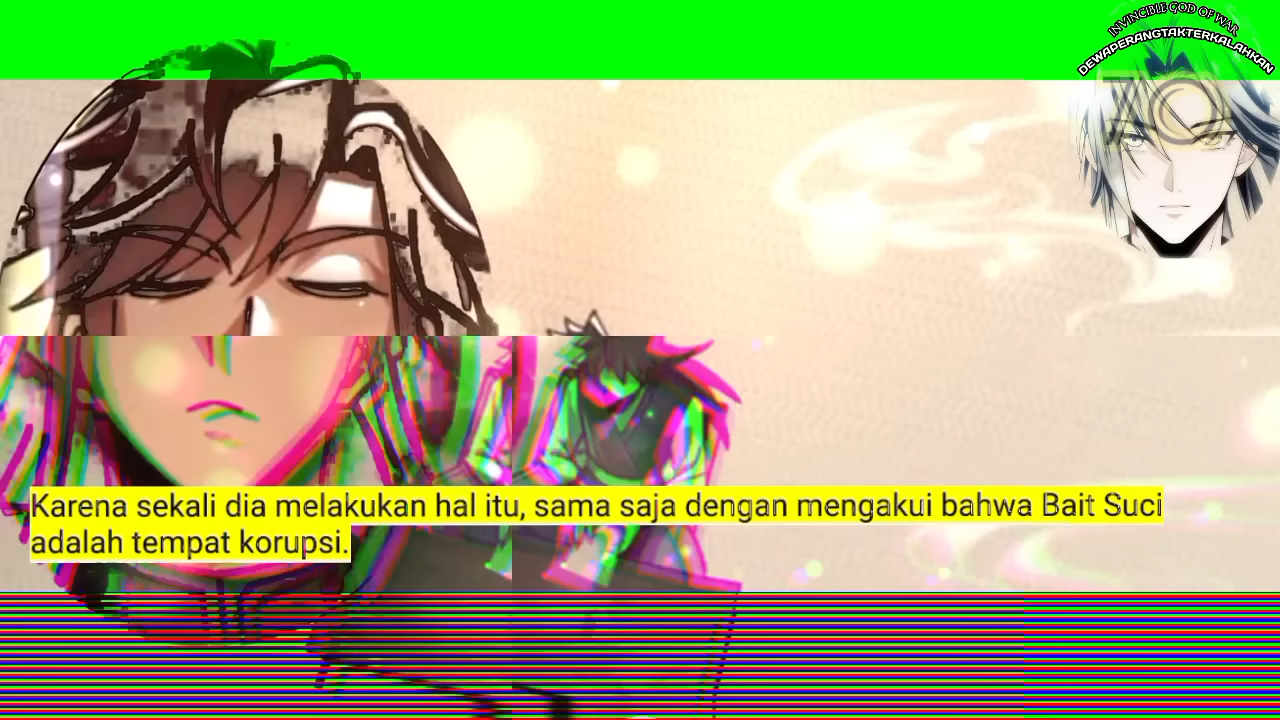 INVINCIBLE GOD OF WAR
DEWAPERANGTAKTERKALAHKAN
Karena sekali dia melakukan hal itu, sama saja dengan mengakui bahwa Bait Suci
adalah tempat korupsi.